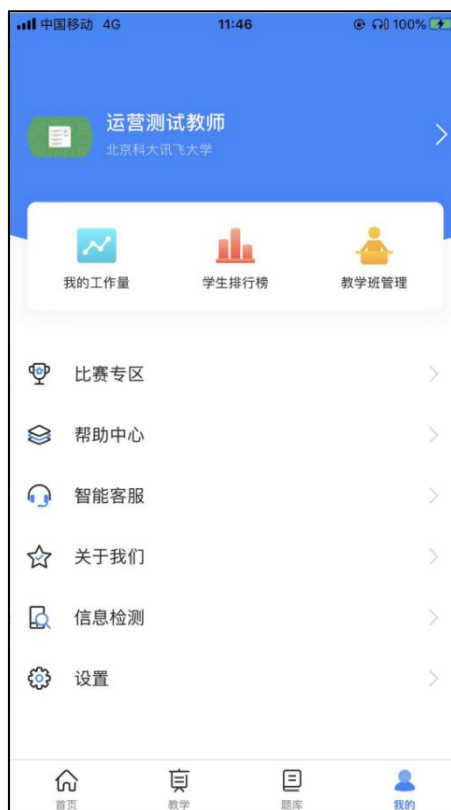 中国移动 4G 11:46 100%
运营测试教师
北京科大讯飞大学
我的工作量 学生排行榜 教学班管理
比赛专区
帮助中心
智能客服
关于我们
信息检测
设置
首页 教学 题库 我的